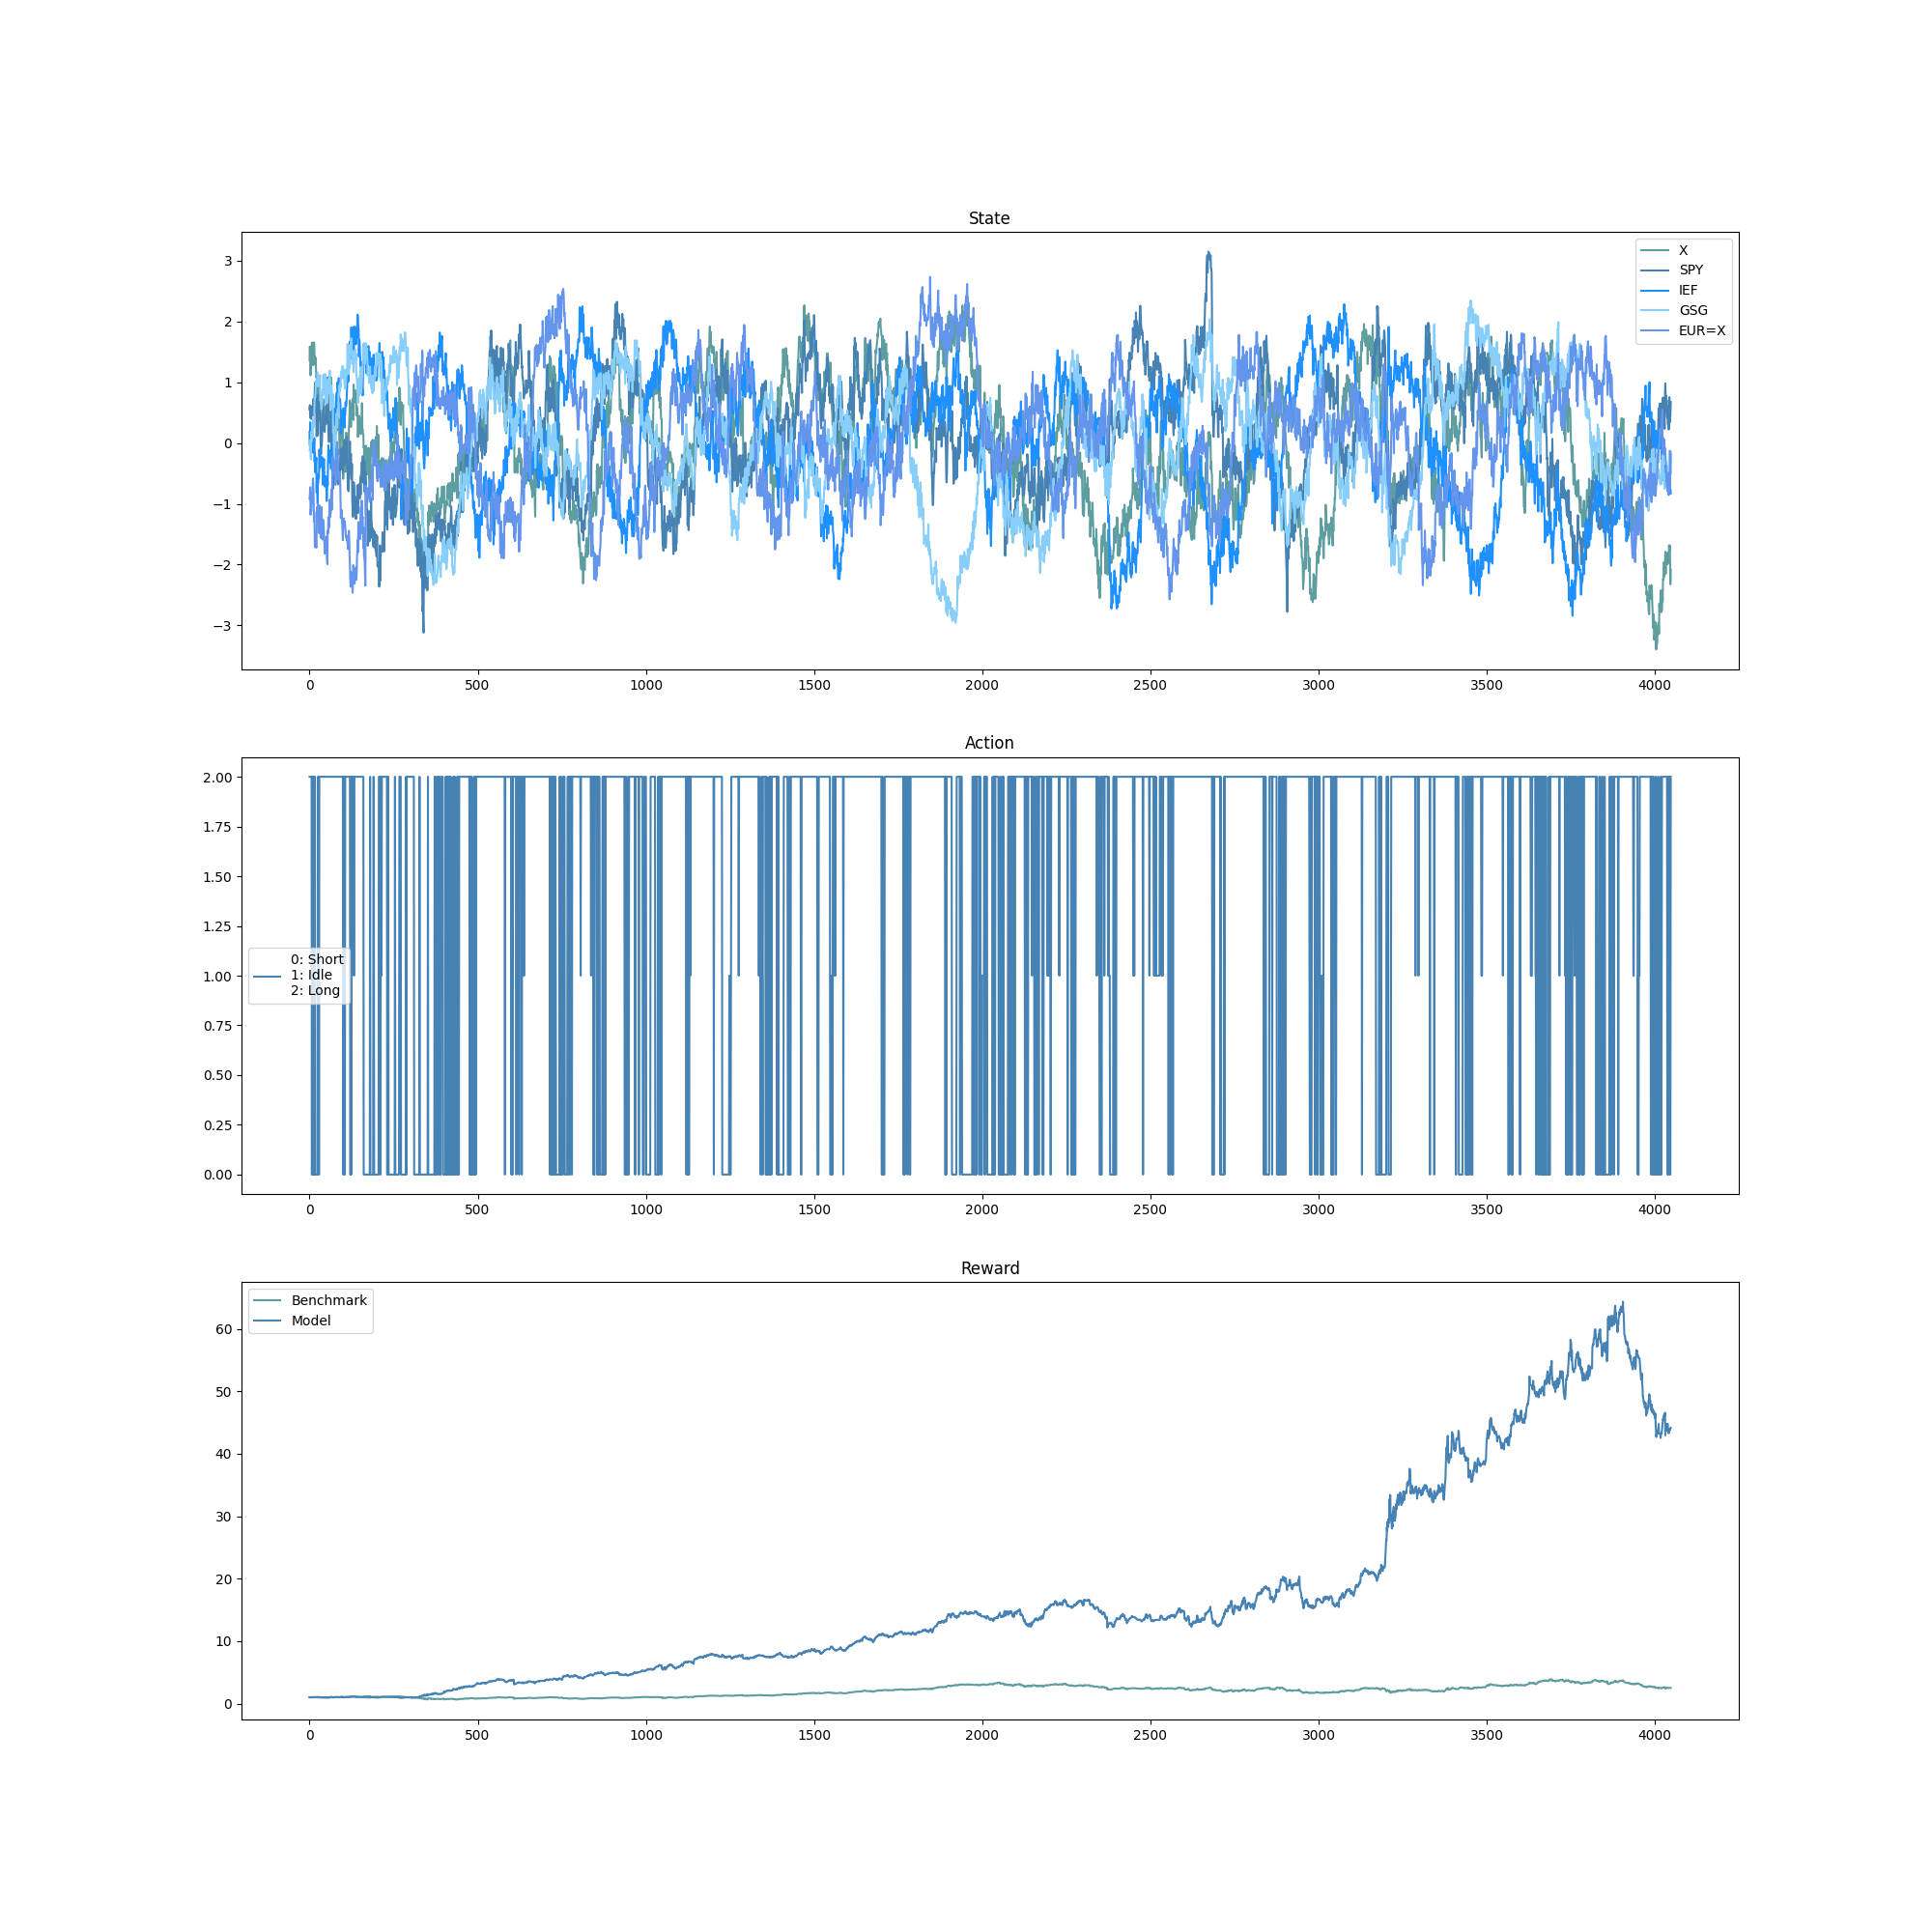 State
3
2
1
0
−1
−2
−3
X
SPY
IEF
GSG
EUR=X
0 500 1000 1500 2000 2500 3000 3500 4000
Action
2.00
1.75
1.50
1.25
1.00
0.75
0.50
0.25
0.00
0: Short
1: Idle
2: Long
0 500 1000 1500 2000 2500 3000 3500 4000
Reward
Benchmark
Model
60
50
40
30
20
10
0
0 500 1000 1500 2000 2500 3000 3500 4000